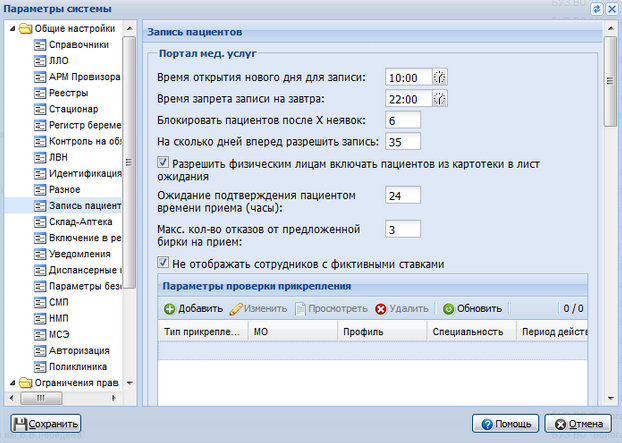 Параметры системы
Общие настройки
Справочники
ЛЛО
АРМ Провизора
Реестры
Стационар
Регистр береме
Контроль на об
ЛВН
Идентификация
Разное
Запись пациент
Склад-Аптека
Включение в ре
Уведомления
Диспансерные
Параметры без
СМП
НМП
МСЭ
Авторизация
Поликлиника
Ограничения прав
Запись пациентов
Портал мед. услуг
Время открытия нового дня для записи: 10:00
Время запрета записи на завтра: 22:00
Блокировать пациентов после X неявок: 6
На сколько дней вперед разрешить запись: 35
Разрешить физическим лицам включать пациентов из картотеки в лист
ожидания
Ожидание подтверждения пациентом 24
времени приема (часы):
Макс. кол-во отказов от предложенной 3
бирки на прием:
Не отображать сотрудников с фиктивными ставками
Параметры проверки прикрепления
Добавить Изменить Просмотреть Удалить Обновить 0 / 0
Тип прикрепле... МО Профиль Специальность Период действ
Сохранить Помощь Отмена